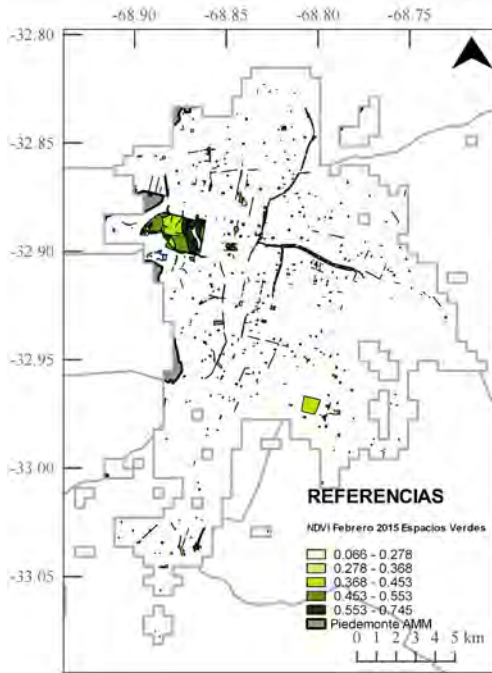 -68.90 -68.85 -68.80 -68.75
-32.80
-32.85
-32.90
-32.95
-33.00
-33.05
REFERENCIAS
NDVI Febrero 2015 Espacios Verdes
0.066 - 0.278
0.278 - 0.368
0.368 - 0.453
0.453 - 0.553
0.553 - 0.745
Piedemonte AMM
0 1 2 3 4 5 km